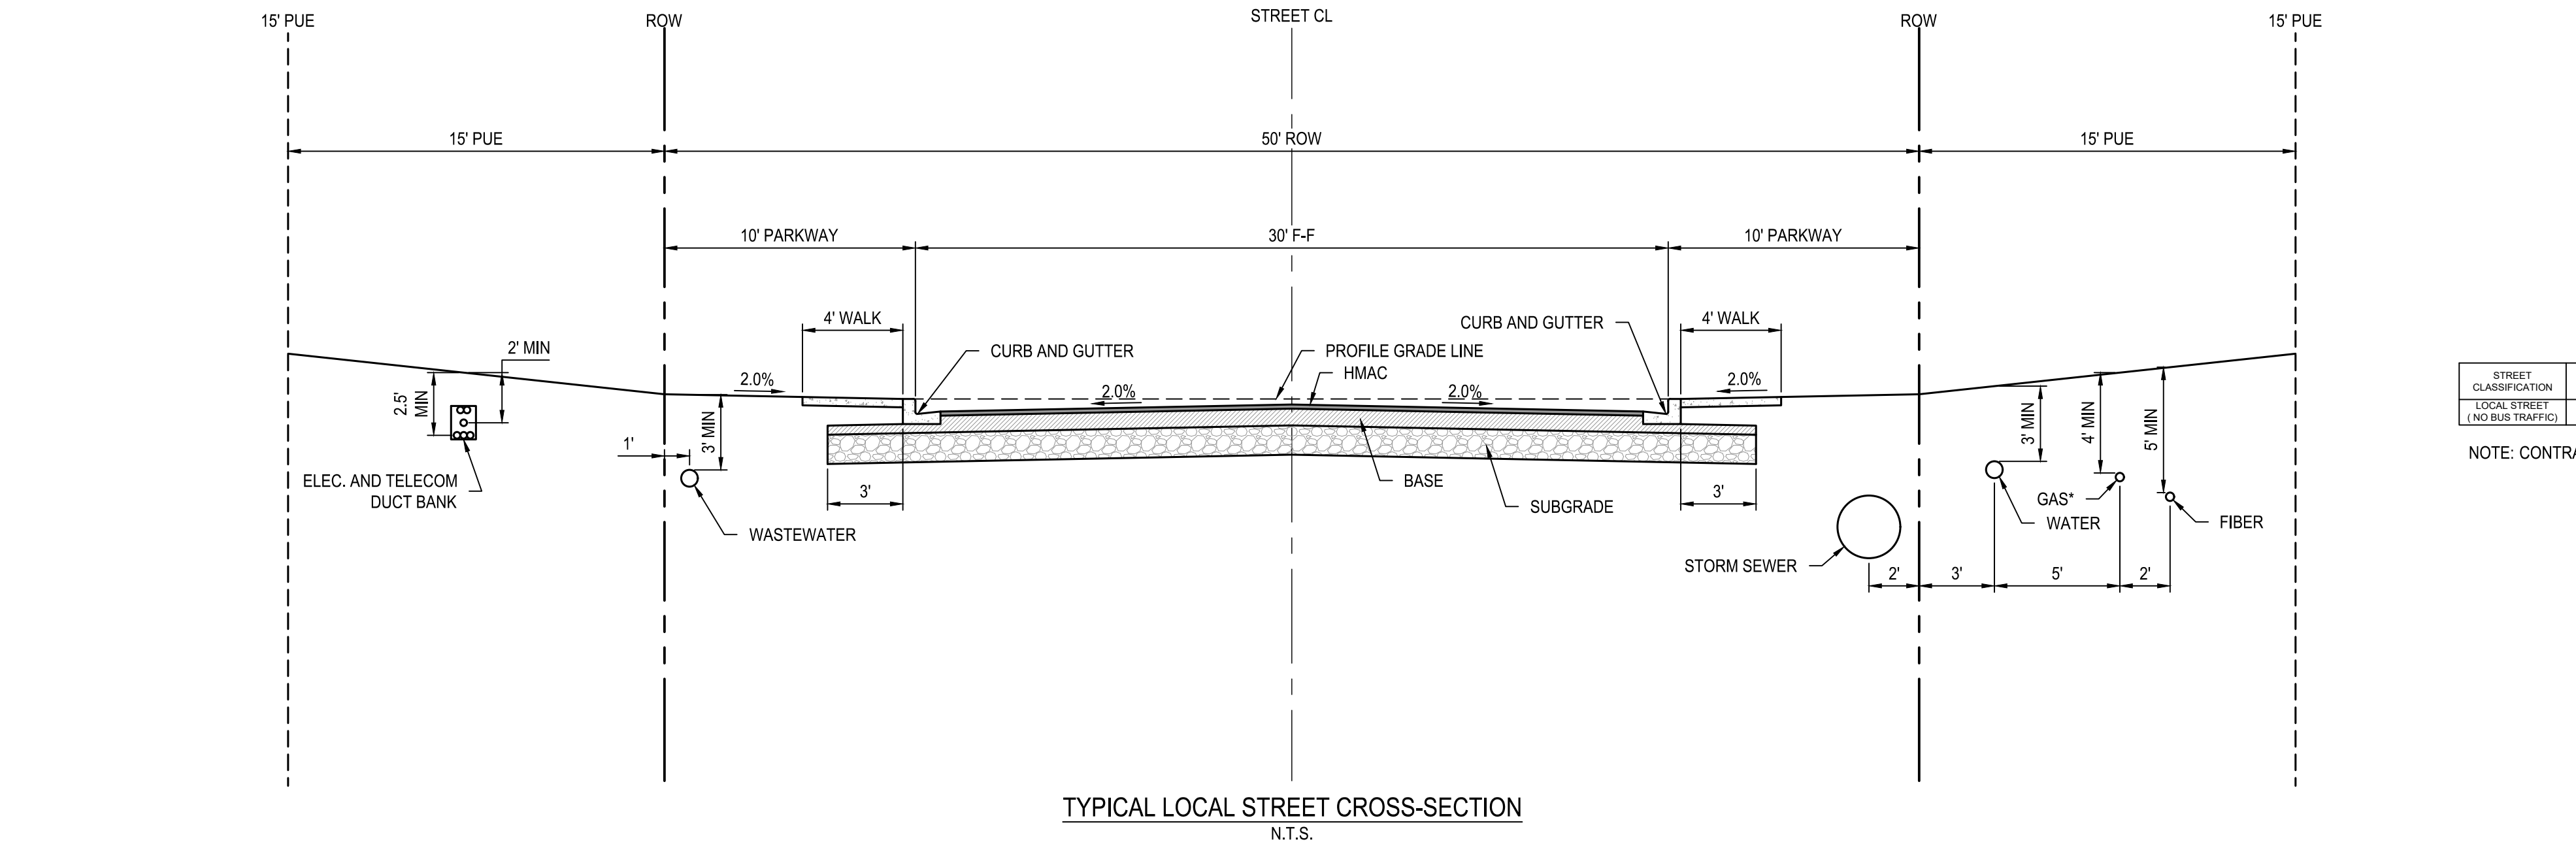 15' PUE
ROW
STREET CL
ROW
15' PUE
15' PUE
50' ROW
15' PUE
10' PARKWAY
30' F-F
10' PARKWAY
4' WALK
CURB AND GUTTER
4' WALK
2' MIN
CURB AND GUTTER
PROFILE GRADE LINE
HMAC
2.0%
2.0%
2.0%
2.0%
2.5'
MIN
1'
3' MIN
3' MIN
4' MIN
5' MIN
ELEC. AND TELECOM
DUCT BANK
3'
BASE
3'
SUBGRADE
WASTEWATER
GAS*
WATER
FIBER
STORM SEWER
2'
3'
5'
2'
STREET
CLASSIFICATION
LOCAL STREET
( NO BUS TRAFFIC)
NOTE: CONTRA
TYPICAL LOCAL STREET CROSS-SECTION
N.T.S.